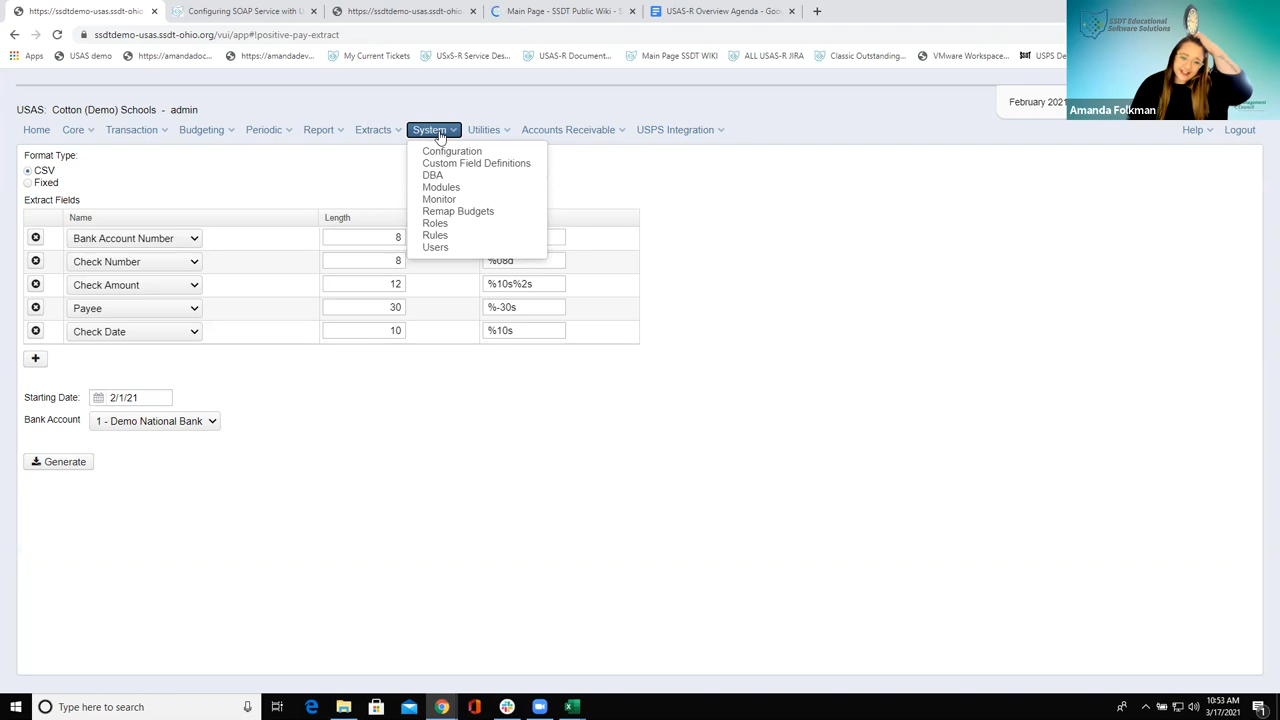 https://ssdtdemo-usas.ssdt-ohio
Configuring SOAP Service with U
https://ssdtdemo-usas.ssdt-ohio
Main Page - SSDT Public Wiki - S
USAS-R Overview Agenda - Goo
ssdtdemo-usas.ssdt-ohio.org/vui/app#!positive-pay-extract
Apps
USAS demo
https://amandadoc...
https://amandadev...
My Current Tickets
USxS-R Service Des...
USAS-R Document...
Main Page SSDT WIKI
ALL USAS-R JIRA
Classic Outstanding...
VMware Workspace...
USPS De
SSDT Educational
Software Solutions
Amanda Folkman
USAS: Cotton (Demo) Schools - admin
February 2021
Home
Core
Transaction
Budgeting
Periodic
Report
Extracts
System
Utilities
Accounts Receivable
USPS Integration
Help
Logout
Configuration
Custom Field Definitions
DBA
Modules
Monitor
Remap Budgets
Roles
Rules
Users
Format Type:
CSV
Fixed
Extract Fields
Name Length
Bank Account Number 8
Check Number 8 %08d
Check Amount 12 %10s%2s
Payee 30 %-30s
Check Date 10 %10s
Starting Date: 2/1/21
Bank Account 1 - Demo National Bank
Generate
Type here to search
10:53 AM
3/17/2021
1